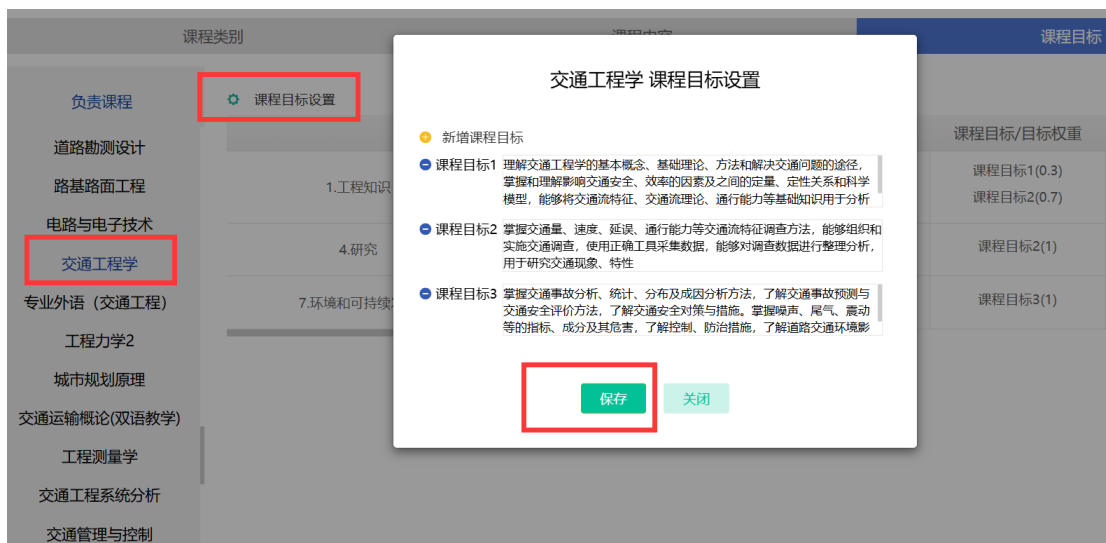 课程类别
课程内容
课程目标
负责课程
道路勘测设计
路基路面工程
电路与电子技术
交通工程学
专业外语（交通工程）
工程力学2
城市规划原理
交通运输概论(双语教学)
工程测量学
交通工程系统分析
交通管理与控制
课程目标设置
1.工程知识
4.研究
7.环境和可持续
课程目标/目标权重
课程目标1(0.3)
课程目标2(0.7)
课程目标2(1)
课程目标3(1)
交通工程学 课程目标设置
新增课程目标
课程目标1 理解交通工程学的基本概念、基础理论、方法和解决交通问题的途径，
掌握和理解影响交通安全、效率的因素及之间的定量、定性关系和科学
模型，能够将交通流特征、交通流理论、通行能力等基础知识用于分析
课程目标2 掌握交通量、速度、延误、通行能力等交通流特征调查方法，能够组织和
实施交通调查，使用正确工具采集数据，能够对调查数据进行整理分析，
用于研究交通现象、特性
课程目标3 掌握交通事故分析、统计、分布及成因分析方法，了解交通事故预测与
交通安全评价方法，了解交通安全对策与措施。掌握噪声、尾气、震动
等的指标、成分及其危害，了解控制、防治措施，了解道路交通环境影
保存
关闭